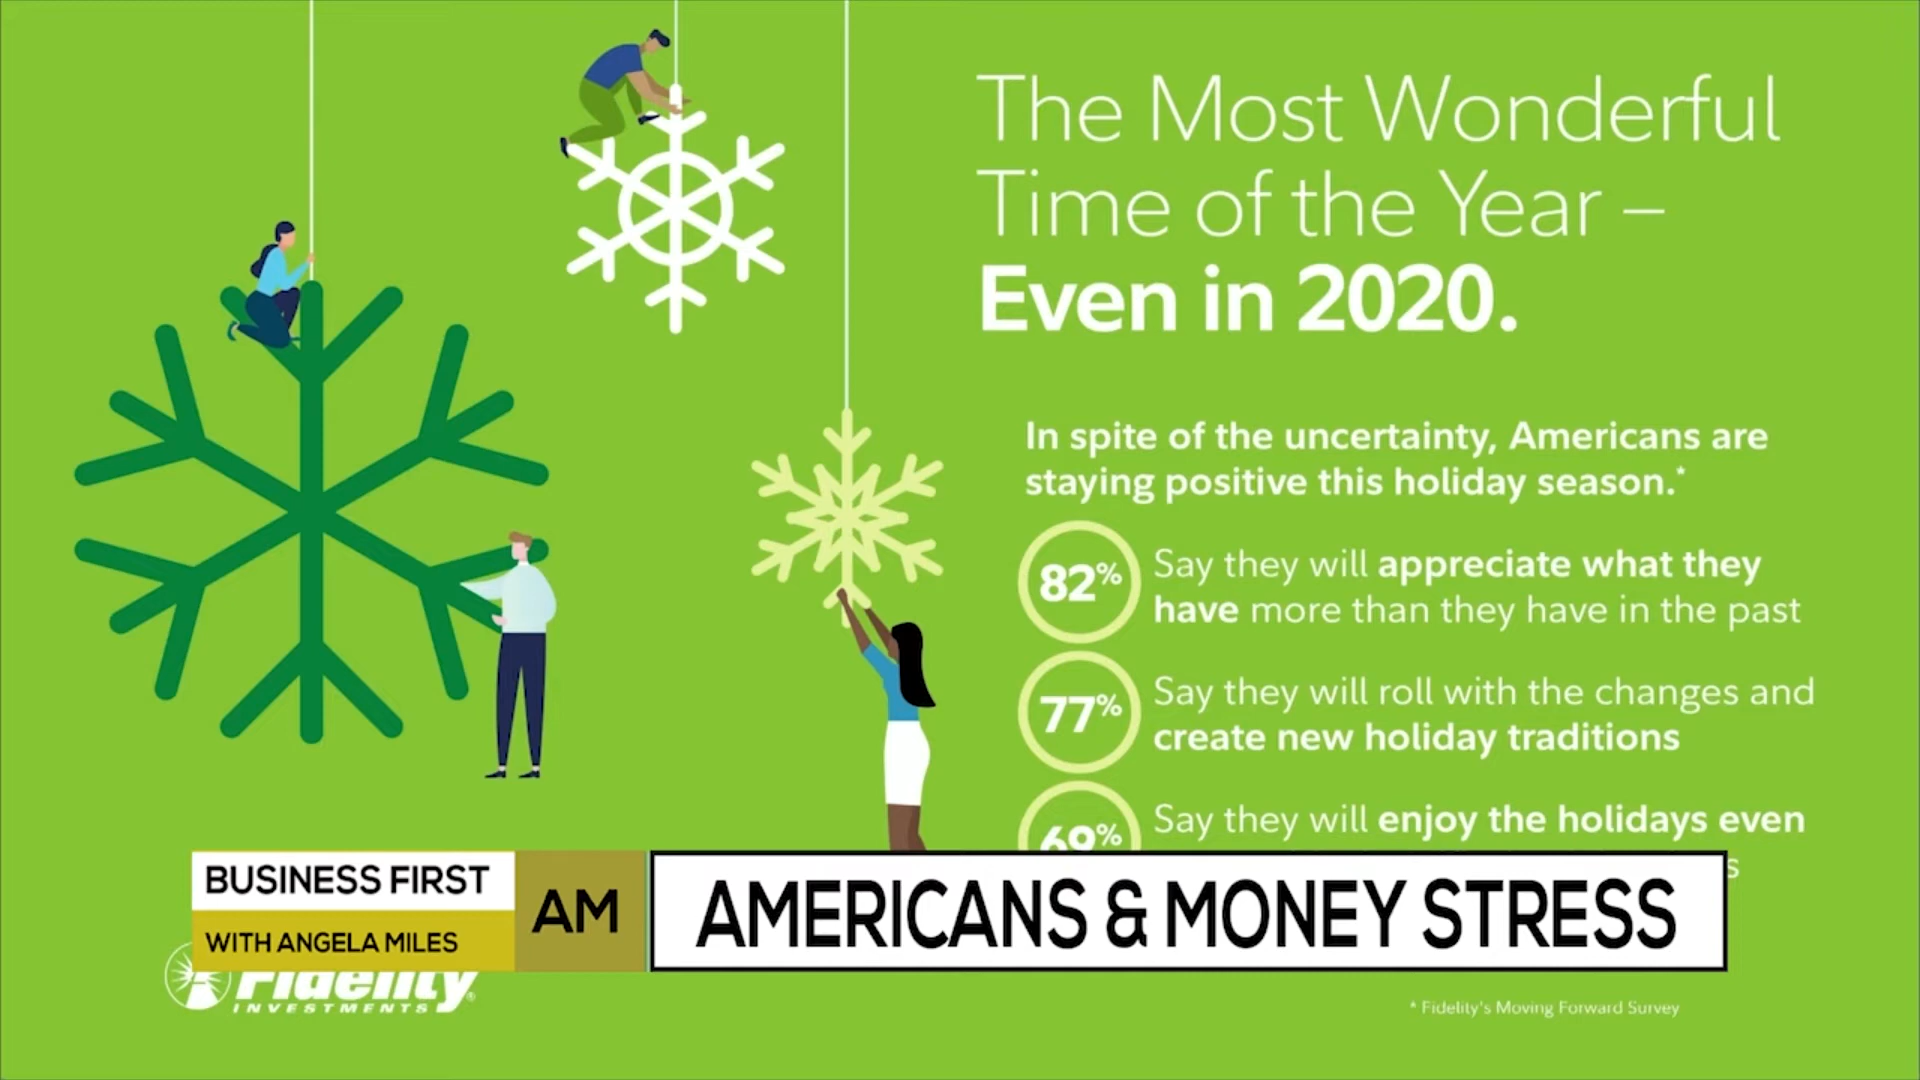 The Most Wonderful
Time of the Year –
Even in 2020.
In spite of the uncertainty, Americans are
staying positive this holiday season.*
82%
Say they will appreciate what they
have more than they have in the past
77%
Say they will roll with the changes and
create new holiday traditions
69%
Say they will enjoy the holidays even
BUSINESS FIRST
WITH ANGELA MILES
AM
AMERICANS & MONEY STRESS
Fidelity®
INVESTMENTS
* Fidelity's Moving Forward Survey